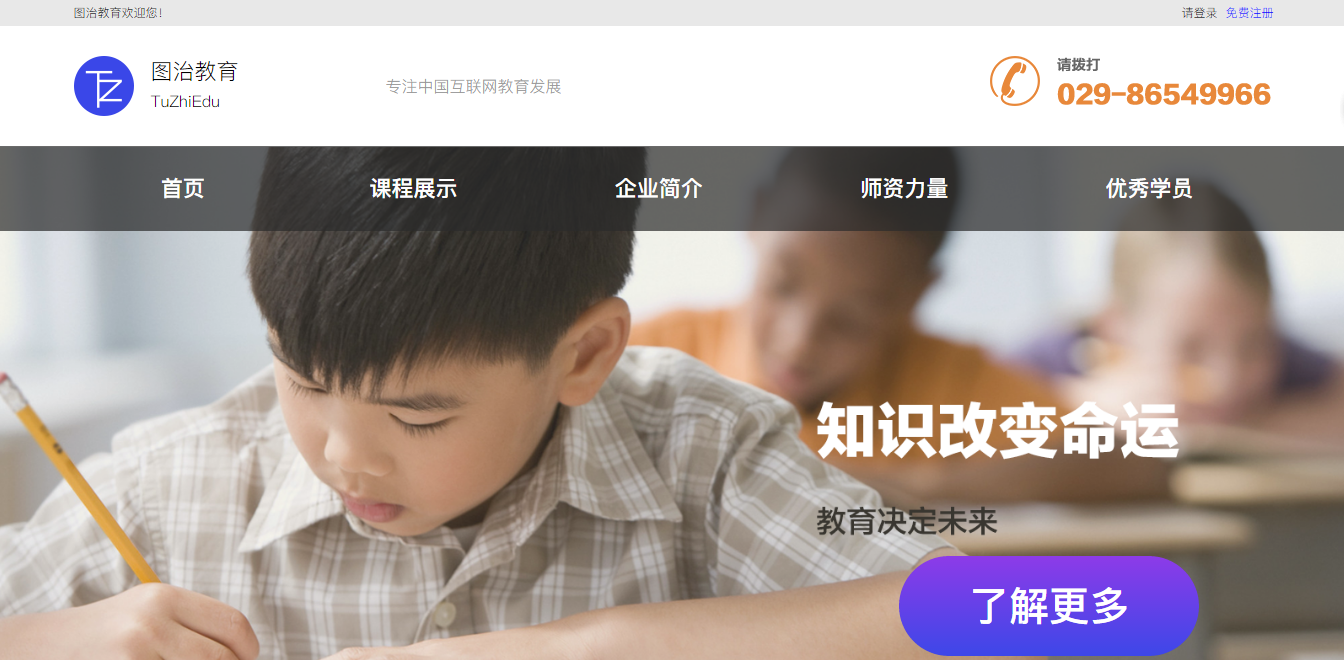 图治教育欢迎您！
请登录 免费注册
TZ
图治教育
TuZhiEdu
专注中国互联网教育发展
请拨打
029-86549966
首页 课程展示 企业简介 师资力量 优秀学员
知识改变命运
教育决定未来
了解更多